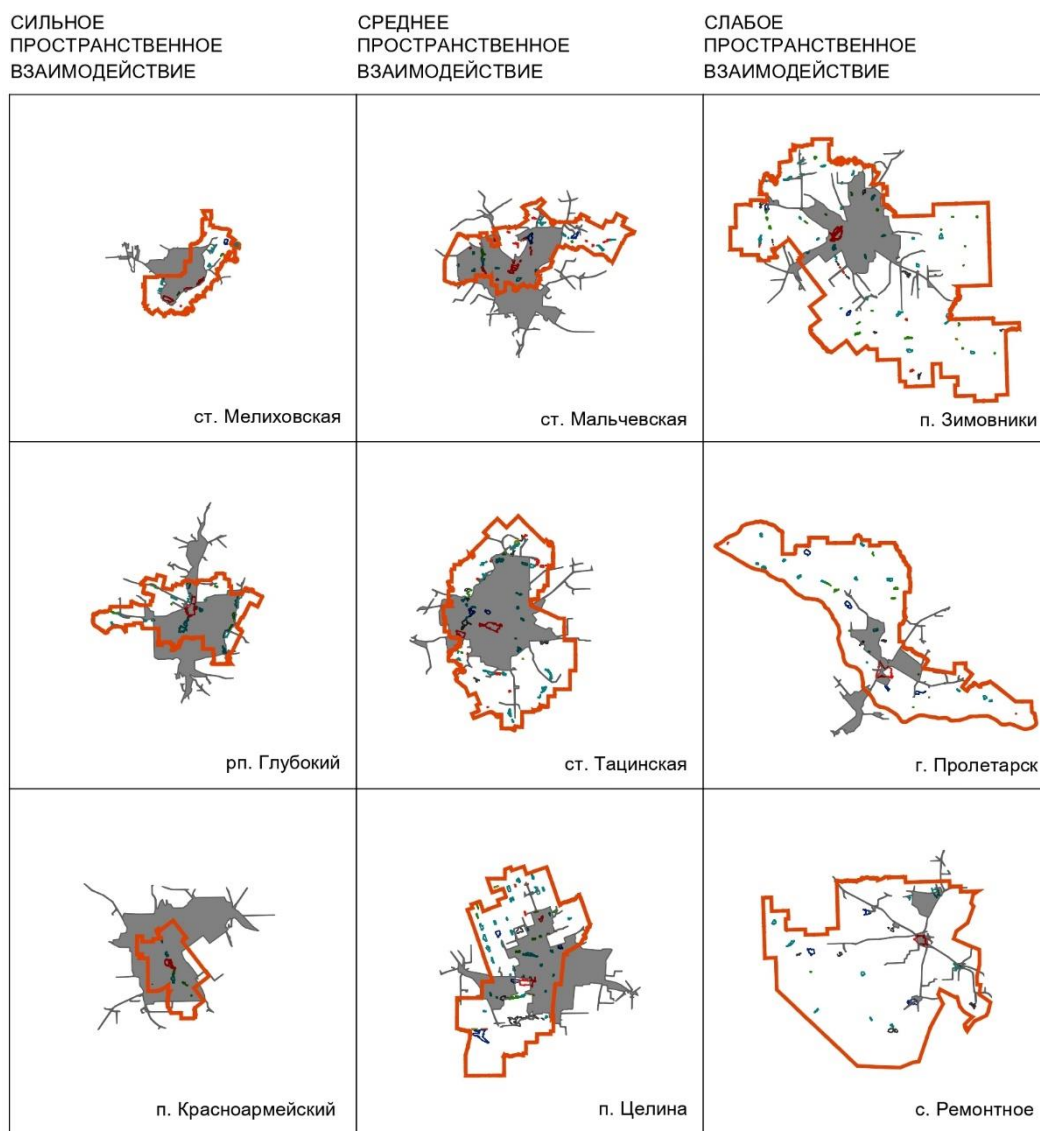 СИЛЬНОЕ
ПРОСТРАНСТВЕННОЕ
ВЗАИМОДЕЙСТВИЕ
СРЕДНЕЕ
ПРОСТРАНСТВЕННОЕ
ВЗАИМОДЕЙСТВИЕ
СЛАБОЕ
ПРОСТРАНСТВЕННОЕ
ВЗАИМОДЕЙСТВИЕ
ст. Мелиховская
ст. Мальчевская
п. Зимовники
рп. Глубокий
ст. Тацинская
г. Пролетарск
п. Красноармейский
п. Целина
с. Ремонтное